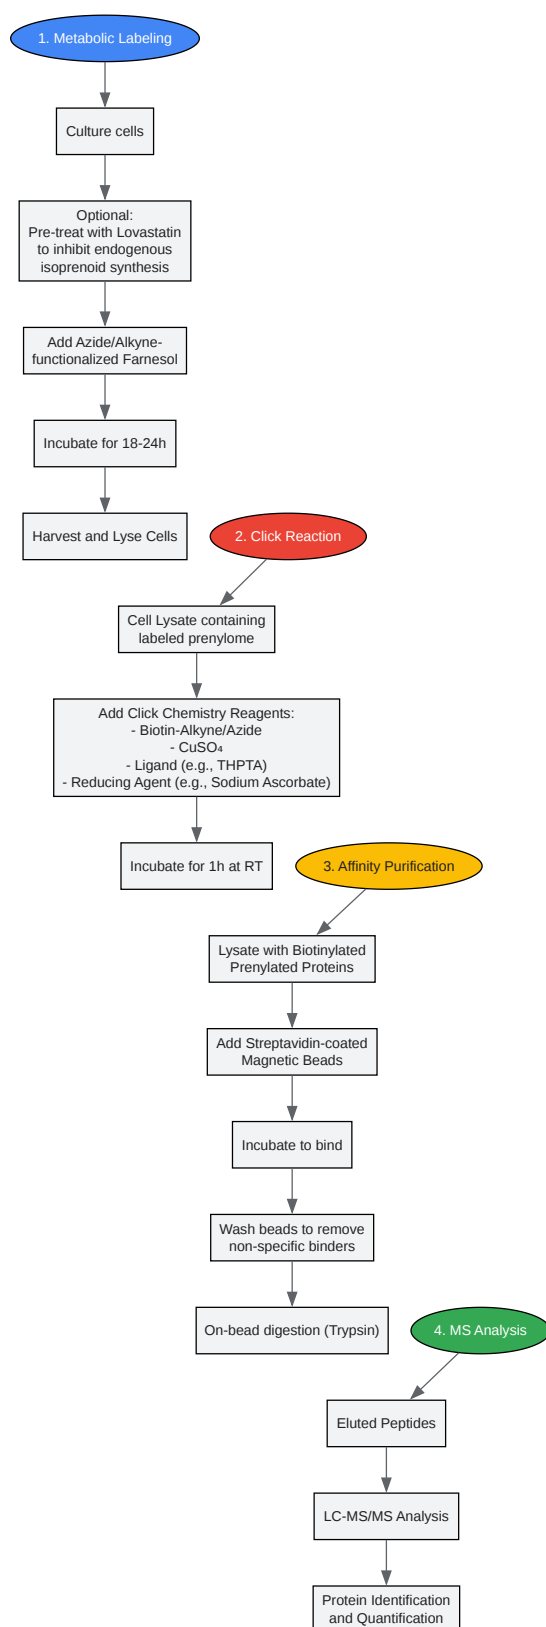 1. Metabolic Labeling
Culture cells
Optional:
Pre-treat with Lovastatin
to inhibit endogenous
isoprenoid synthesis
Add Azide/Alkyne-
functionalized Farnesol
Incubate for 18-24h
Harvest and Lyse Cells
2. Click Reaction
Cell Lysate containing
labeled prenylome
Add Click Chemistry Reagents:
- Biotin-Alkyne/Azide
- CuSO₄
- Ligand (e.g., THPTA)
- Reducing Agent (e.g., Sodium Ascorbate)
Incubate for 1h at RT
3. Affinity Purification
Lysate with Biotinylated
Prenylated Proteins
Add Streptavidin-coated
Magnetic Beads
Incubate to bind
Wash beads to remove
non-specific binders
On-bead digestion (Trypsin)
4. MS Analysis
Eluted Peptides
LC-MS/MS Analysis
Protein Identification
and Quantification